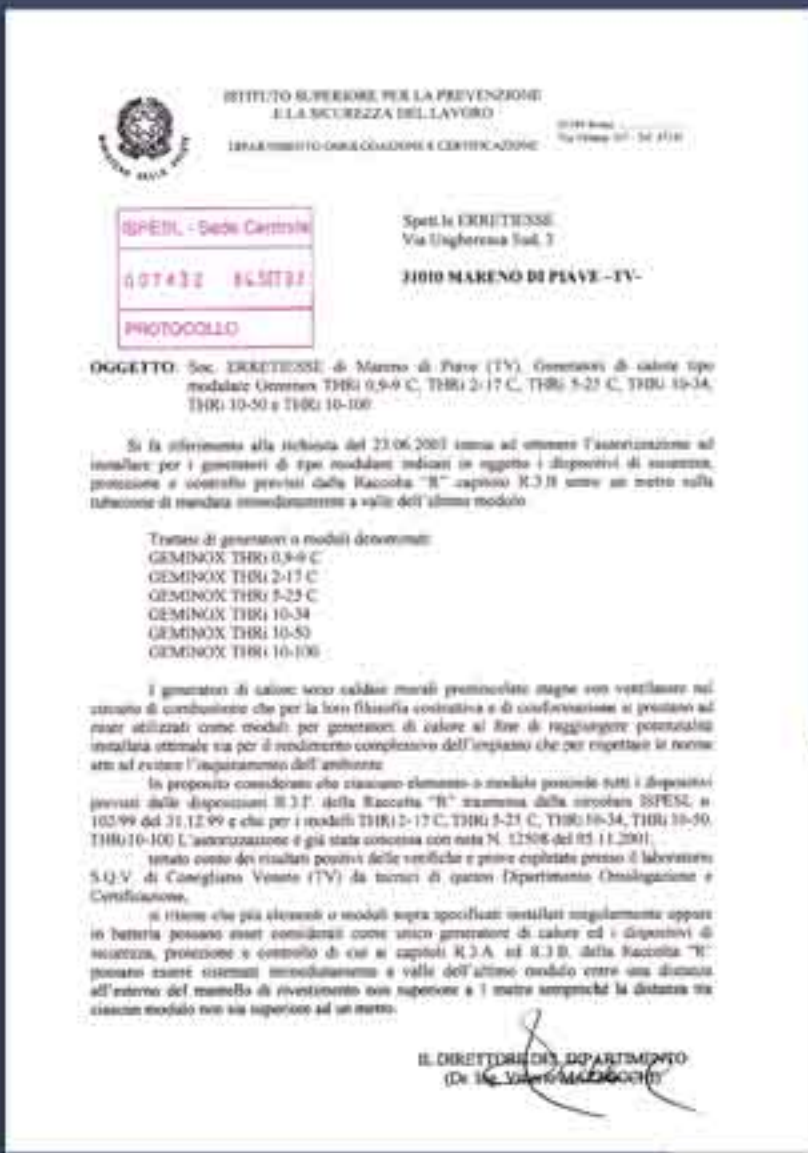 ISTITUTO SUPERIORE PER LA PREVENZIONE
E LA SICUREZZA DEL LAVORO
DIPARTIMENTO OMOLOGAZIONE E CERTIFICAZIONE
ISPESL - Sede Centrale
007432
PROTOCOLLO
Spett.le ERRETIESSE
Via Ungheresca Sud, 3
31010 MARENO DI PIAVE -TV-
OGGETTO: Soc. ERRETIESSE di Mareno di Piave (TV). Generatori di calore tipo
modulare Geminox THRi 0,9-9 C, THRi 2-17 C, THRi 5-25 C, THRi 10-34,
THRi 10-50 e THRi 10-100
Si fa riferimento alla richiesta del 23.06.2003 intesa ad ottenere l'autorizzazione ad
installare per i generatori di tipo modulare indicati in oggetto i dispositivi di sicurezza,
protezione e controllo previsti dalla Raccolta "R" capitolo R.3.B entro un metro sulla
tubazione di mandata immediatamente a valle dell'ultimo modulo
Trattasi di generatori o moduli denominati
GEMINOX THRi 0,9-9 C
GEMINOX THRi 2-17 C
GEMINOX THRi 5-25 C
GEMINOX THRi 10-34
GEMINOX THRi 10-50
GEMINOX THRi 10-100
I generatori di calore sono caldaie murali premiscelate stagne con ventilatore nel
circuito di combustione che per la loro filosofia costruttiva e di conformazione si prestano ad
esser utilizzati come moduli per generatori di calore al fine di raggiungere potenzialità
installata ottimale sia per il rendimento complessivo dell'impianto che per rispettare le norme
atte ad evitare l'inquinamento dell'ambiente
In proposito considerato che ciascuno elemento o modulo possiede tutti i dispositivi
previsti dalle disposizioni R.3.F. della Raccolta "R" trasmessa dalla circolare ISPESL n.
102/99 del 31.12.99 e che per i modelli THRi 2-17 C, THRi 5-25 C, THRi 10-34, THRi 10-50,
THRi 10-100 L'autorizzazione è già stata concessa con nota N. 12508 del 05.11.2001,
tenuto conto dei risultati positivi delle verifiche e prove espletate presso il laboratorio
S.Q.V. di Conegliano Veneto (TV) da tecnici di questo Dipartimento Omologazione e
Certificazione,
si ritiene che più elementi o moduli sopra specificati installati singolarmente oppure
in batteria possano esser considerati come unico generatore di calore ed i dispositivi di
sicurezza, protezione e controllo di cui ai capitoli R.3.A. ed R.3.B. della Raccolta "R"
possano essere sistemati immediatamente a valle dell'ultimo modulo entro una distanza
all'esterno del mantello di rivestimento non superiore a 1 metro sempreché la distanza tra
ciascun modulo non sia superiore ad un metro.
IL DIRETTORE DEL DIPARTIMENTO
(Dr. Ing.